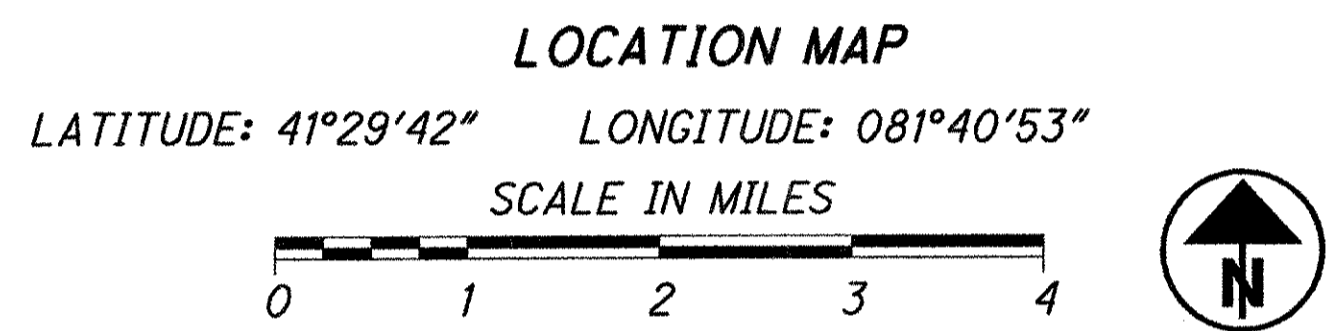 LOCATION MAP
LATITUDE: 41°29'42" LONGITUDE: 081°40'53"
SCALE IN MILES
0 1 2 3 4
N